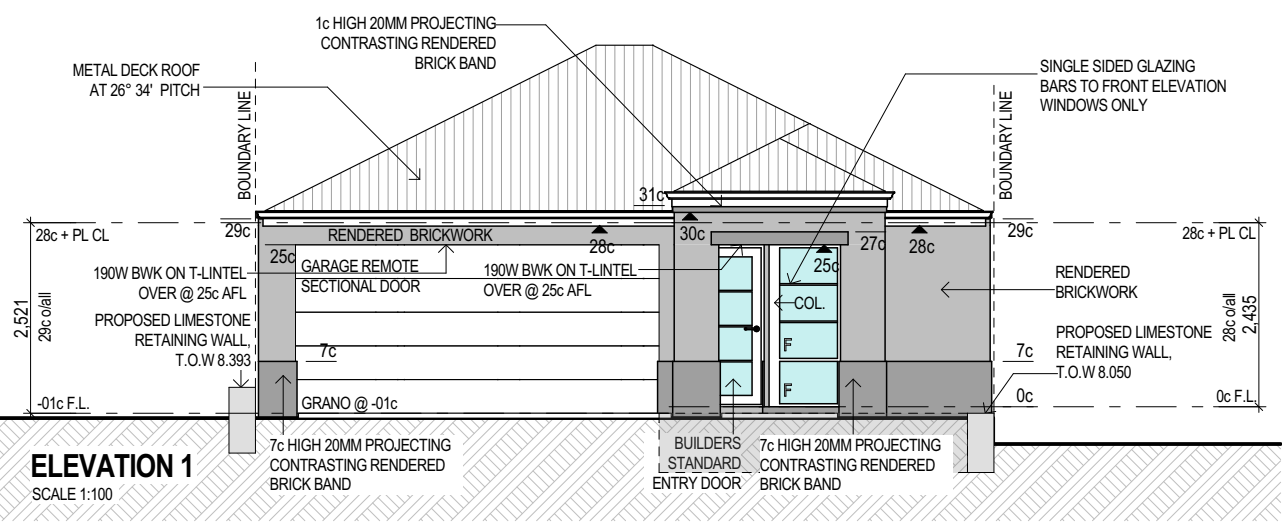 1c HIGH 20MM PROJECTING
CONTRASTING RENDERED
BRICK BAND
METAL DECK ROOF
AT 26° 34' PITCH
SINGLE SIDED GLAZING
BARS TO FRONT ELEVATION
WINDOWS ONLY
BOUNDARY LINE
BOUNDARY LINE
31c
30c
29c
28c + PL CL
RENDERED BRICKWORK
28c
27c
28c
29c
28c + PL CL
25c
25c
190W BWK ON T-LINTEL
OVER @ 25c AFL
GARAGE REMOTE
SECTIONAL DOOR
190W BWK ON T-LINTEL
OVER @ 25c AFL
COL.
RENDERED
BRICKWORK
2,521
29c o/all
28c o/all
2,435
PROPOSED LIMESTONE
RETAINING WALL,
T.O.W 8.393
PROPOSED LIMESTONE
RETAINING WALL,
T.O.W 8.050
7c
F
F
7c
-01c F.L.
GRANO @ -01c
0c
0c F.L.
7c HIGH 20MM PROJECTING
CONTRASTING RENDERED
BRICK BAND
BUILDERS
STANDARD
ENTRY DOOR
7c HIGH 20MM PROJECTING
CONTRASTING RENDERED
BRICK BAND
ELEVATION 1
SCALE 1:100